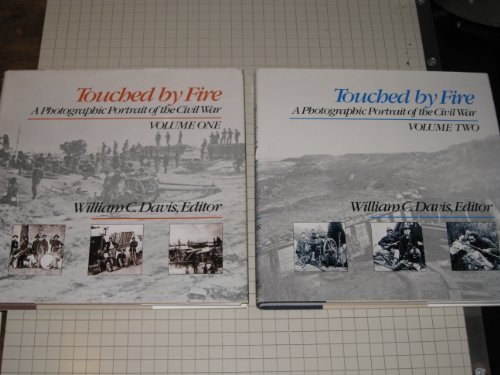 Touched by Fire
A Photographic Portrait of the Civil War
VOLUME ONE
William C. Davis, Editor
Touched by Fire
A Photographic Portrait of the Civil War
VOLUME TWO
William C. Davis, Editor